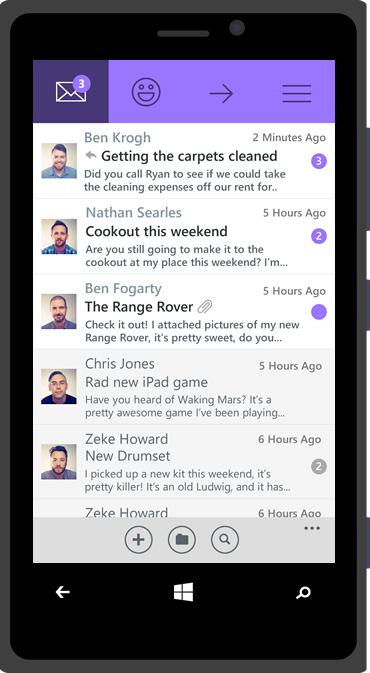 3
Ben Krogh
2 Minutes Ago
Getting the carpets cleaned
3
Did you call Ryan to see if we could take
the cleaning expenses off our rent for..
Nathan Searles
5 Hours Ago
Cookout this weekend
2
Are you still going to make it to the
cookout at my place this weekend? I'm...
Ben Fogarty
5 Hours Ago
The Range Rover
Check it out! I attached pictures of my new
Range Rover, it's pretty sweet, do you...
Chris Jones
5 Hours Ago
Rad new iPad game
Have you heard of Waking Mars? It's a
pretty awesome game I've been playing...
Zeke Howard
6 Hours Ago
New Drumset
2
I picked up a new kit this weekend, it's
pretty killer! It's an old Ludwig, and it has...
Zeke Howard
6 Hours Ago